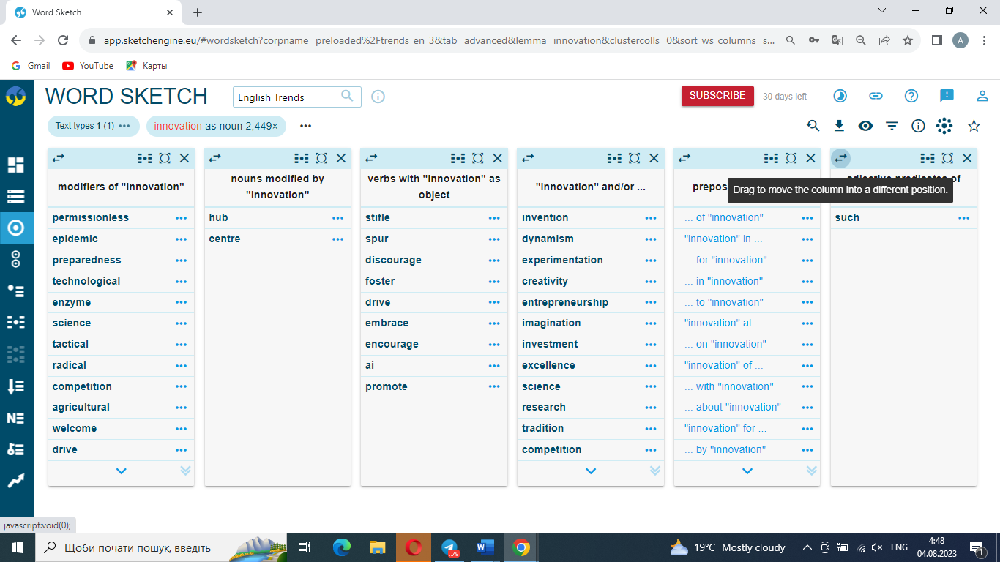 Word Sketch
app.sketchengine.eu/#wordsketch?corpname=preloaded%2Ftrends_en_3&tab=advanced&lemma=innovation&clustercolls=0&sort_ws_columns=s...
A
Gmail
YouTube
Карты
WORD SKETCH
English Trends
SUBSCRIBE
30 days left
Text types 1 (1)
innovation as noun 2,449×
modifiers of "innovation"
permissionless
epidemic
preparedness
technological
enzyme
science
tactical
radical
competition
agricultural
welcome
drive
nouns modified by
"innovation"
hub
centre
verbs with "innovation" as
object
stifle
spur
discourage
foster
drive
embrace
encourage
ai
promote
"innovation" and/or ...
invention
dynamism
experimentation
creativity
entrepreneurship
imagination
investment
excellence
science
research
tradition
competition
... of "innovation"
"innovation" in ...
... for "innovation"
... in "innovation"
... to "innovation"
"innovation" at ...
... on "innovation"
"innovation" of ...
... with "innovation"
... about "innovation"
"innovation" for ...
... by "innovation"
Drag to move the column into a different position.
such
javascript:void(0);
Щоби почати пошук, введіть
.79
19°C Mostly cloudy
ENG
4:48
04.08.2023
1